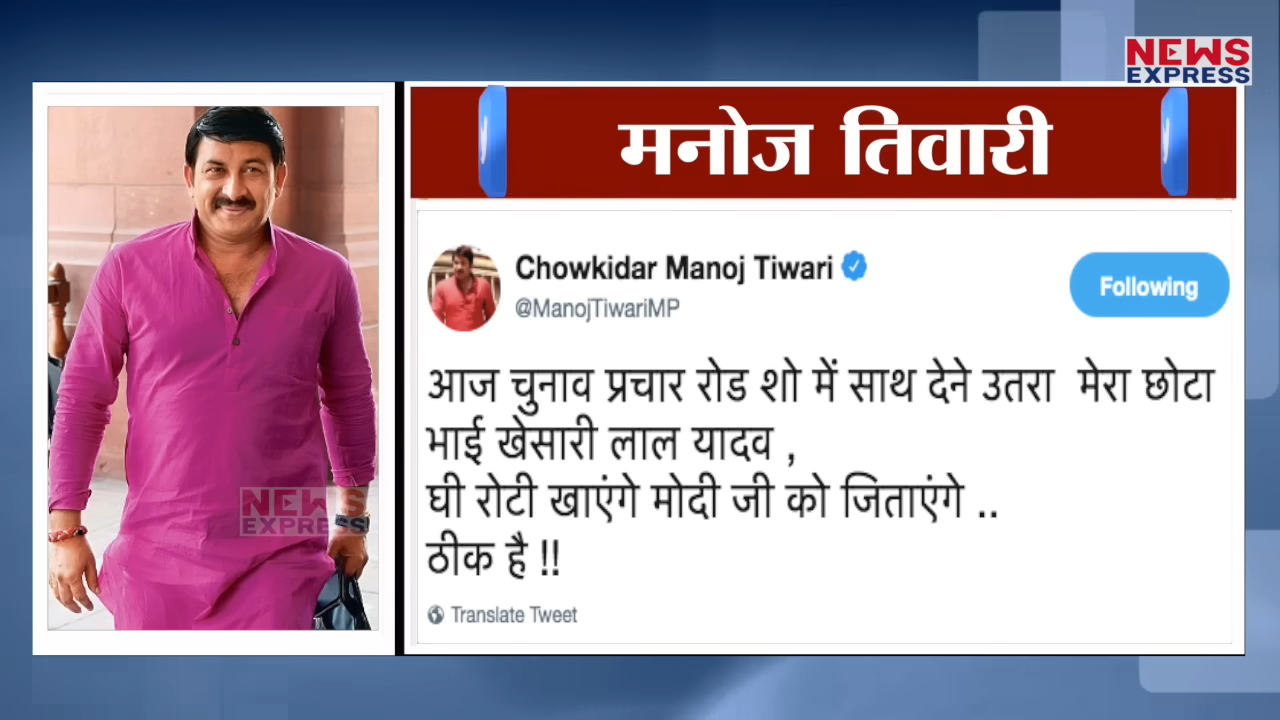 NEWS
EXPRESS
मनोज तिवारी
Chowkidar Manoj Tiwari
@ManojTiwariMP
Following
आज चुनाव प्रचार रोड शो में साथ देने उतरा मेरा छोटा
भाई खेसारी लाल यादव ,
घी रोटी खाएंगे मोदी जी को जिताएंगे ..
ठीक है !!
Translate Tweet
NEWS
EXPRESS